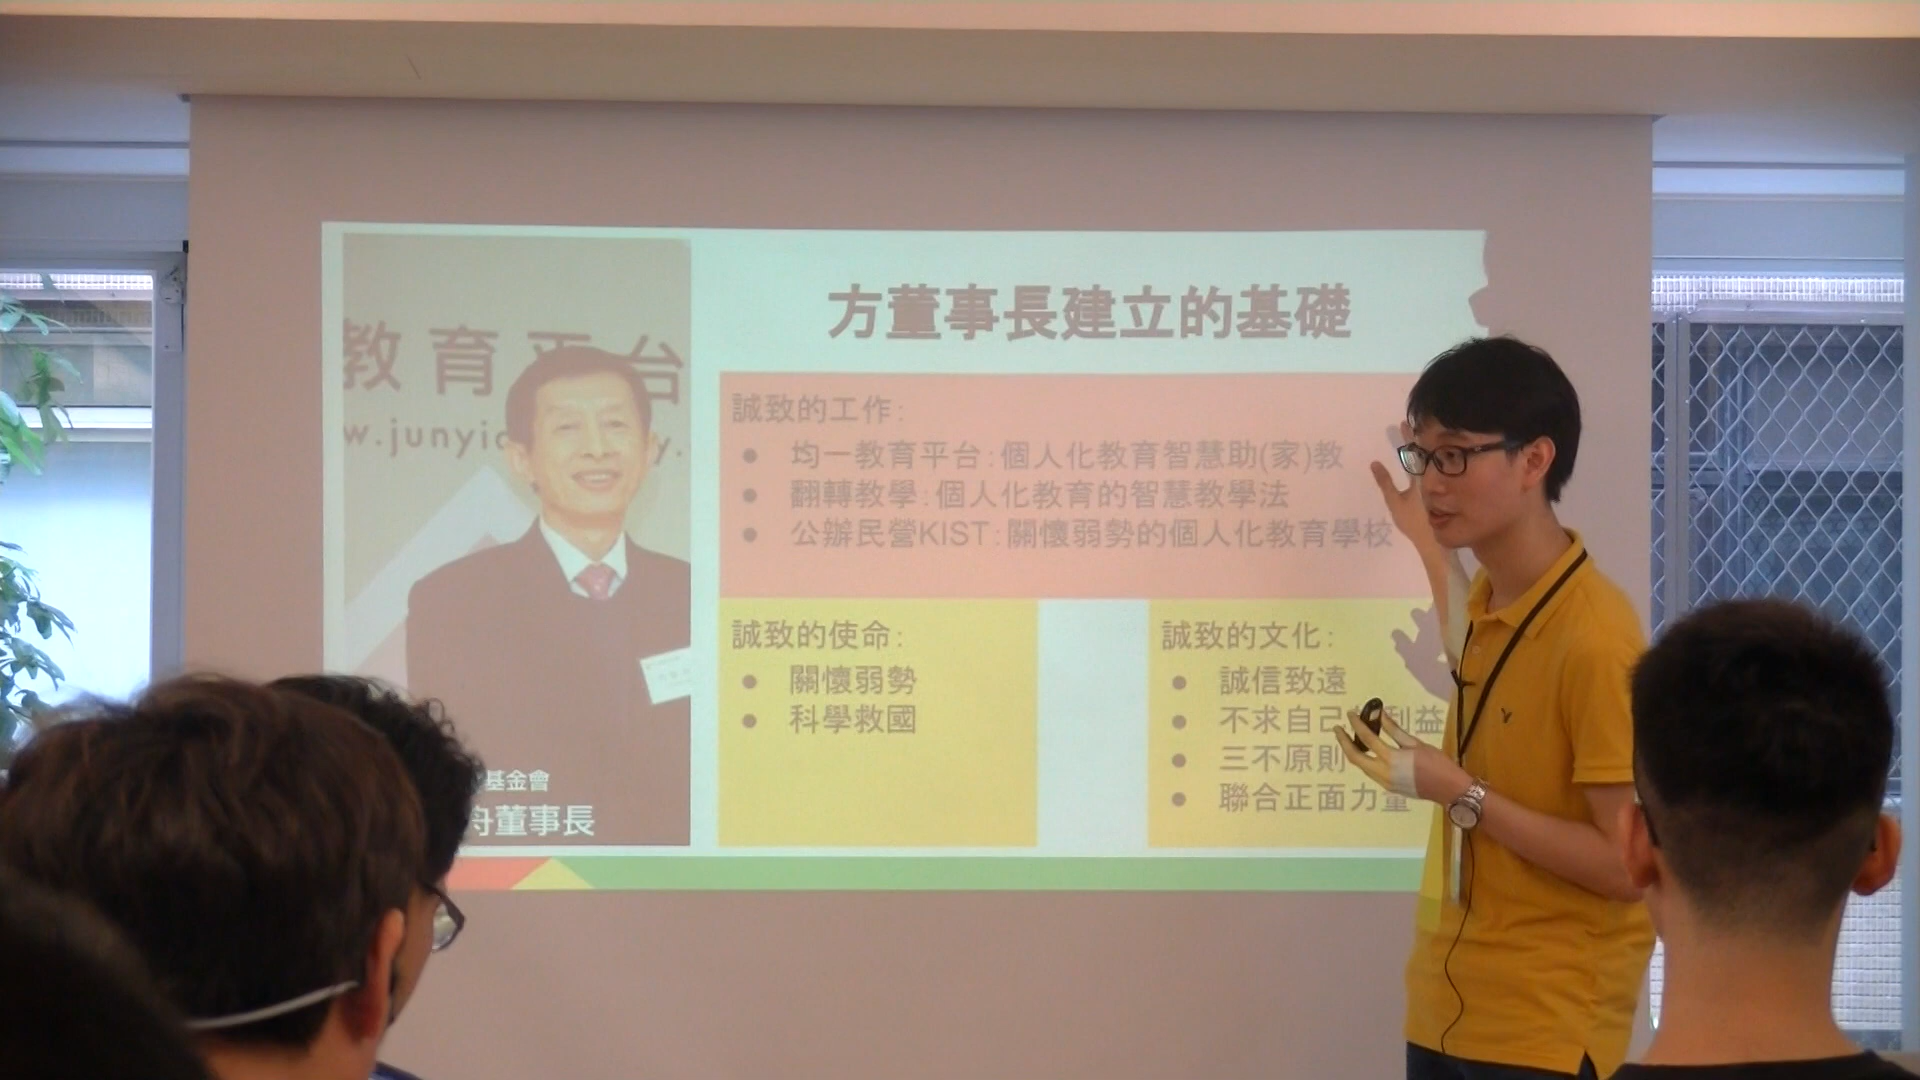 方董事長建立的基礎
教育平台
w.junyi
y.
誠致的工作：
● 均一教育平台：個人化教育智慧助(家)教
● 翻轉教學：個人化教育的智慧教學法
● 公辦民營KIST：關懷弱勢的個人化教育學校
誠致的使命：
● 關懷弱勢
● 科學救國
誠致的文化：
● 誠信致遠
● 不求自己的利益
● 三不原則
● 聯合正面力量
基金會
舟董事長